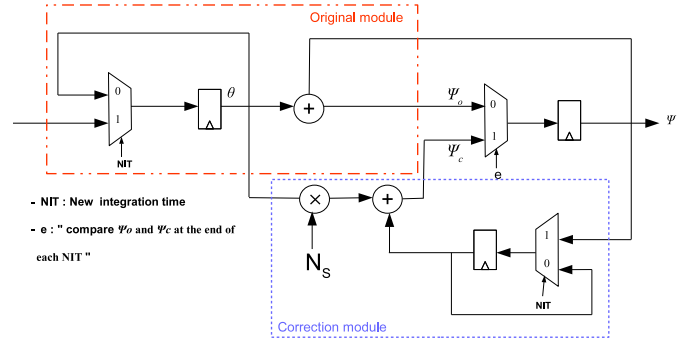 Original module
0
θ
Ψo
0
Ψ
1
1
Ψc
NIT
e
- NIT : New integration time
×
+
+
- e : " compare Ψo and Ψc at the end of
each NIT "
NS
1
0
NIT
Correction module